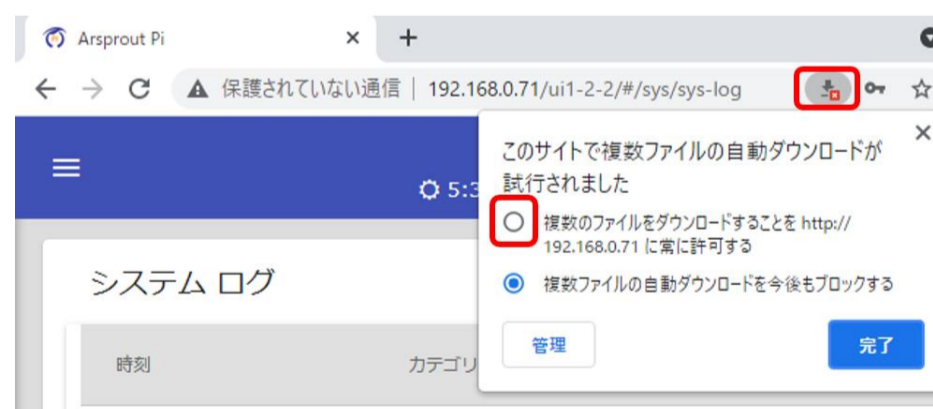 Arsprout Pi
保護されていない通信 | 192.168.0.71/ui1-2-2/#/sys/sys-log
このサイトで複数ファイルの自動ダウンロードが
試行されました
5:3
複数のファイルをダウンロードすることを http://
192.168.0.71 に常に許可する
システム ログ
複数ファイルの自動ダウンロードを今後もブロックする
管理
完了
時刻
カテゴリ